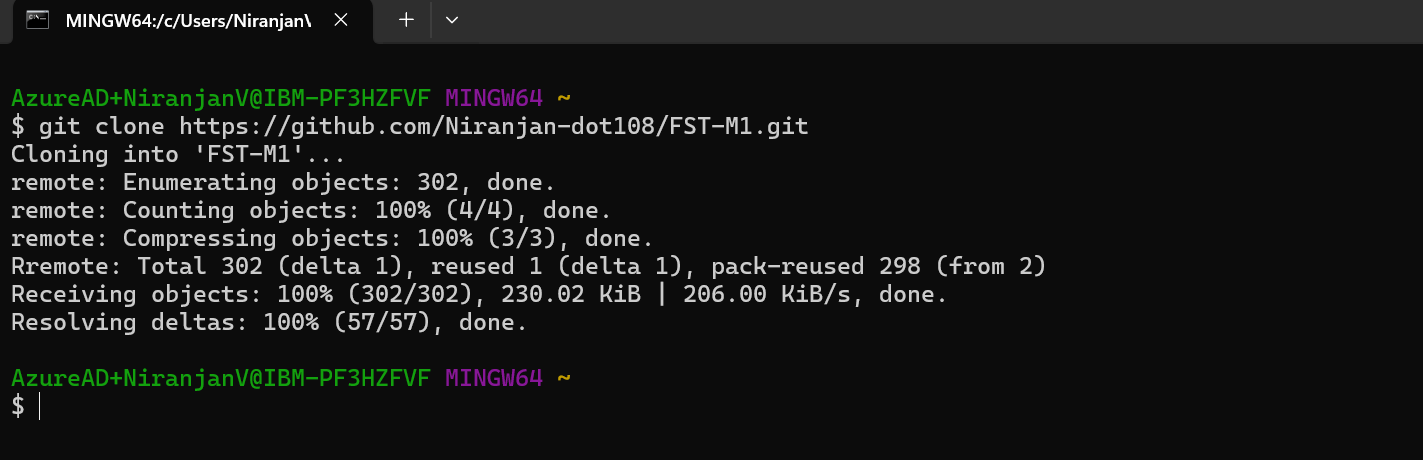 MINGW64:/c/Users/NiranjanV
AzureAD+NiranjanV@IBM-PF3HZFVF MINGW64 ~
$ git clone https://github.com/Niranjan-dot108/FST-M1.git
Cloning into 'FST-M1'...
remote: Enumerating objects: 302, done.
remote: Counting objects: 100% (4/4), done.
remote: Compressing objects: 100% (3/3), done.
Rremote: Total 302 (delta 1), reused 1 (delta 1), pack-reused 298 (from 2)
Receiving objects: 100% (302/302), 230.02 KiB | 206.00 KiB/s, done.
Resolving deltas: 100% (57/57), done.
AzureAD+NiranjanV@IBM-PF3HZFVF MINGW64 ~
$